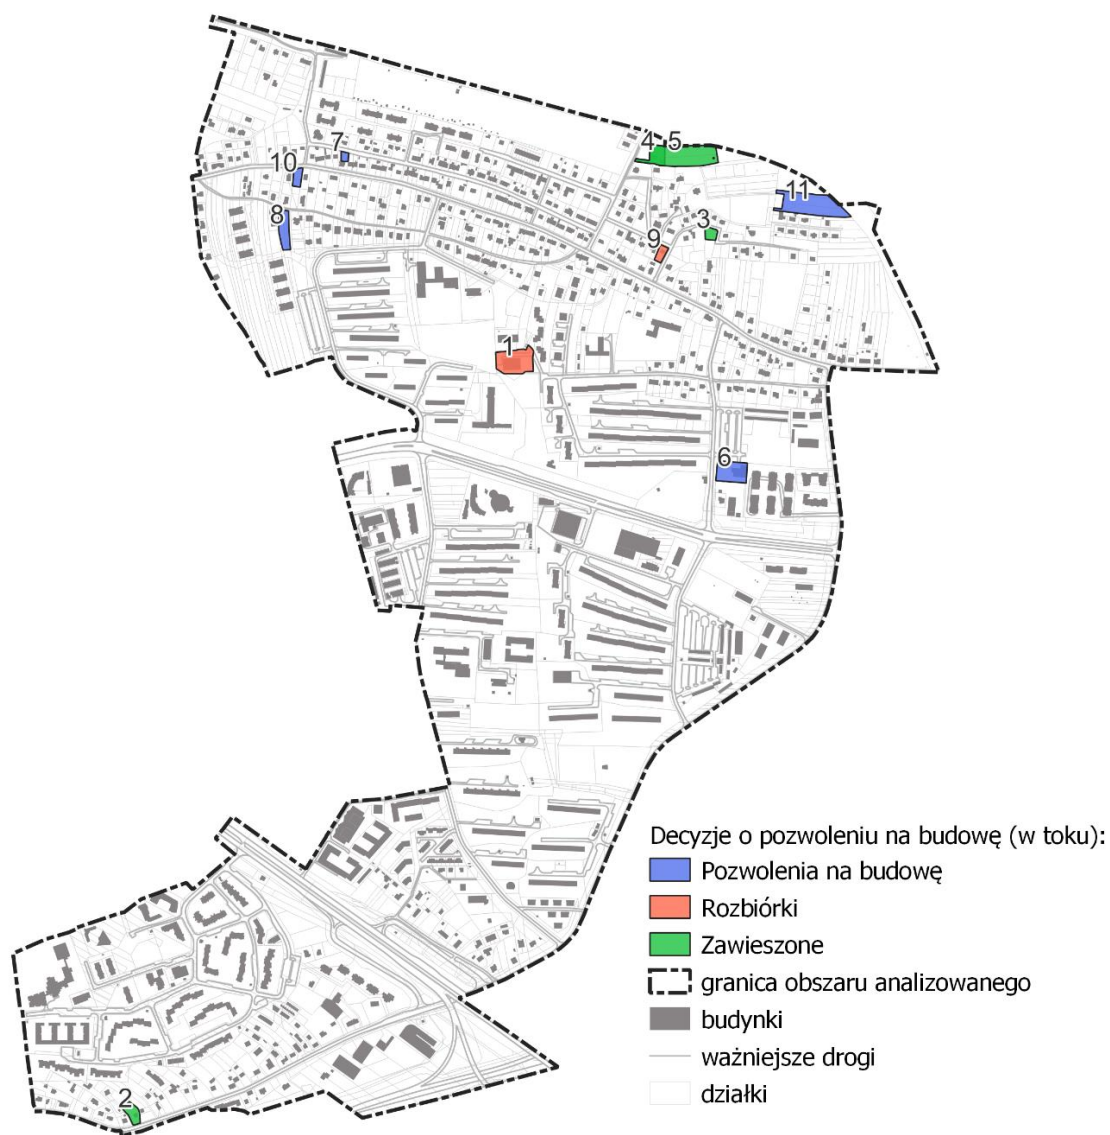 4 5
7
10
11
8
3
9
1
6
Decyzje o pozwoleniu na budowę (w toku):
Pozwolenia na budowę
Rozbiórki
Zawieszone
granica obszaru analizowanego
budynki
ważniejsze drogi
działki
2